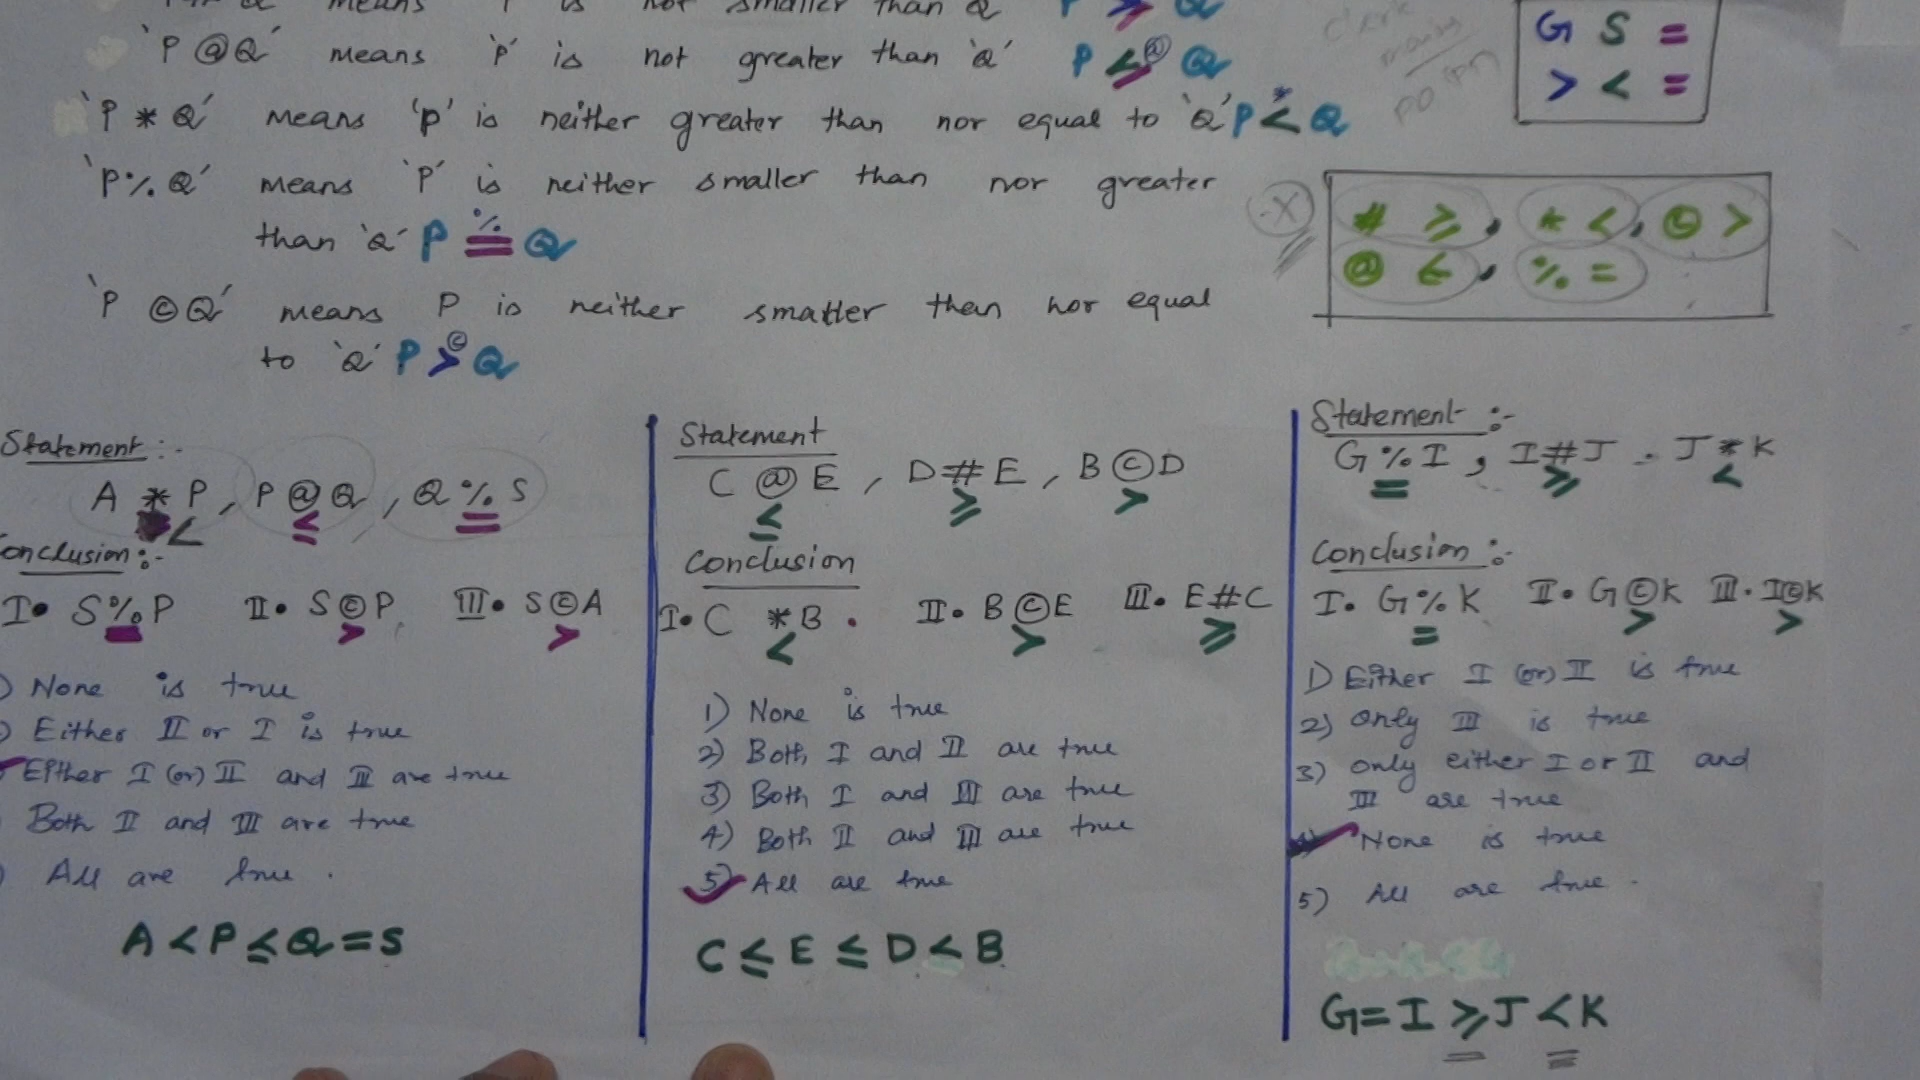 means 'P' is not smaller than Q P ≥ Q
'P @ Q' means 'P' is not greater than 'Q' P ≤ @ Q
'P * Q' means 'P' is neither greater than nor equal to 'Q' P * < Q
'P % Q' means 'P' is neither smaller than nor greater
than 'Q' P % = Q
'P © Q' means P is neither smaller than nor equal
to 'Q' P © > Q
G S =
> < =
# ≥, * <, © >
@ ≤, % =
Statement :-
A * P, P @ Q, Q % S
< ≤ =
Conclusion :-
I. S % P II. S © P, III. S © A
= > >
None is true
Either II or I is true
Either I (or) II and III are true
Both II and III are true
All are true.
A < P ≤ Q = S
Statement
C @ E, D # E, B © D
≤ ≥ >
Conclusion
I. C * B. II. B © E III. E # C
< > ≥
1) None is true
2) Both I and II are true
3) Both I and III are true
4) Both II and III are true
5) All are true
C ≤ E ≤ D < B
Statement :-
G % I, I # J. J * K
= ≥ <
Conclusion :-
I. G % K II. G © K III. I © K
= > >
1) Either I (or) II is true
2) Only III is true
3) only either I or II and
III are true
4) None is true
5) All are true.
G = I ≥ J < K